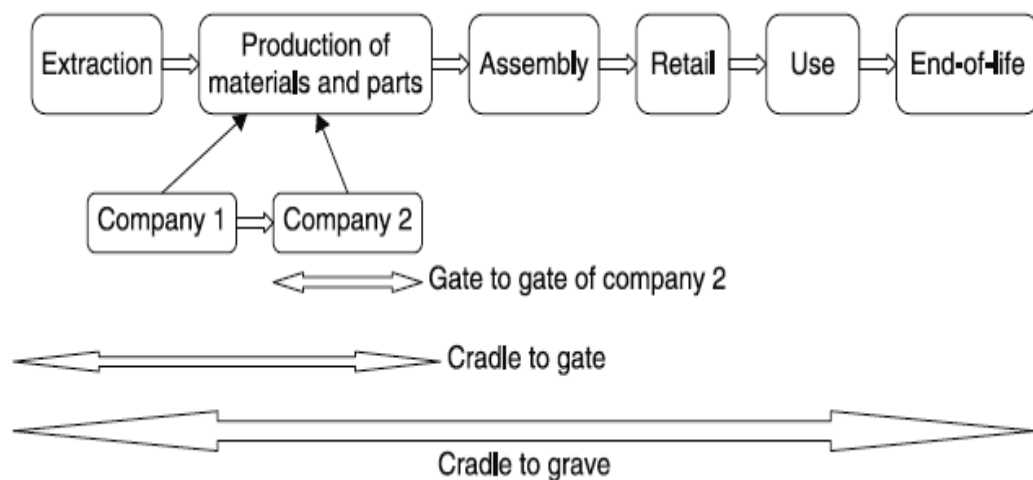 Extraction
Production of
materials and parts
Assembly
Retail
Use
End-of-life
Company 1
Company 2
Gate to gate of company 2
Cradle to gate
Cradle to grave